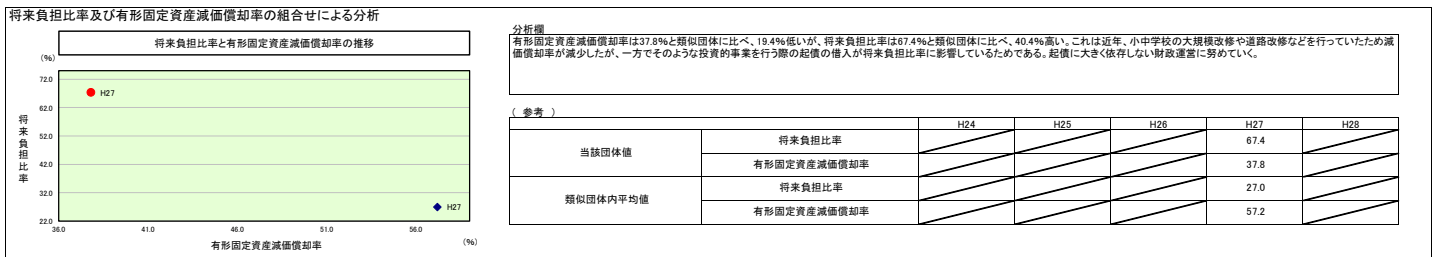 将来負担比率及び有形固定資産減価償却率の組合せによる分析
将来負担比率と有形固定資産減価償却率の推移
(%)
将来負担比率
72.0
62.0
52.0
42.0
32.0
22.0
H27
H27
36.0 41.0 46.0 51.0 56.0
(%)
有形固定資産減価償却率
分析欄
有形固定資産減価償却率は37.8%と類似団体に比べ、19.4%低いが、将来負担比率は67.4%と類似団体に比べ、40.4%高い。これは近年、小中学校の大規模改修や道路改修などを行っていたため減
価償却率が減少したが、一方でそのような投資的事業を行う際の起債の借入が将来負担比率に影響しているためである。起債に大きく依存しない財政運営に努めていく。
( 参考 )
H24 H25 H26 H27 H28
当該団体値 将来負担比率 67.4
有形固定資産減価償却率 37.8
類似団体内平均値 将来負担比率 27.0
有形固定資産減価償却率 57.2